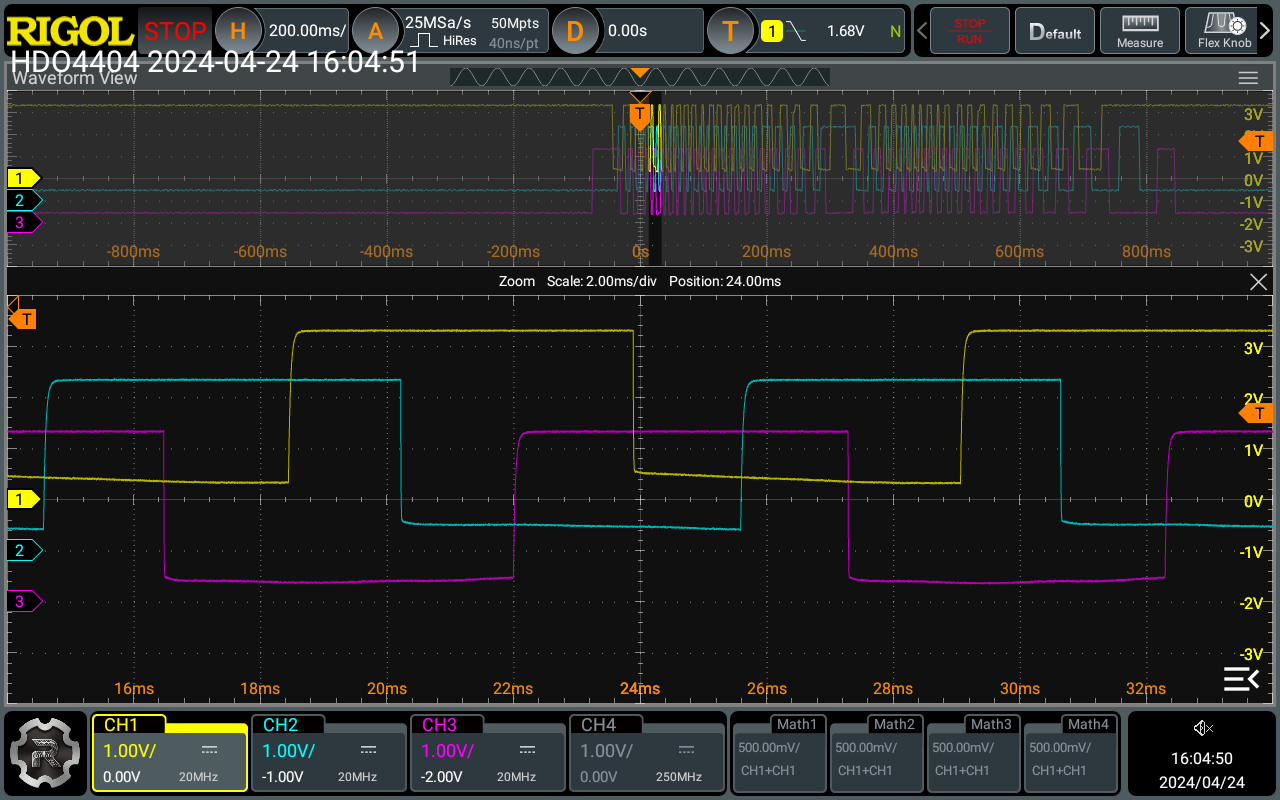 RIGOL STOP H 200.00ms/ A 25MSa/s 50Mpts HiRes 40ns/pt D 0.00s T 1 1.68V N STOP RUN Default Measure Flex Knob
HDO4404 2024-04-24 16:04:51
Waveform View
T
3V
T
1V
1
0V
2
-1V
3
-2V
-3V
-800ms -600ms -400ms -200ms 0s 200ms 400ms 600ms 800ms
Zoom Scale: 2.00ms/div Position: 24.00ms
T
3V
2V
T
1V
1
0V
2
-1V
3
-2V
-3V
16ms 18ms 20ms 22ms 24ms 26ms 28ms 30ms 32ms
CH1 CH2 CH3 CH4 Math1 Math2 Math3 Math4
1.00V/ 1.00V/ 1.00V/ 1.00V/ 500.00mV/ 500.00mV/ 500.00mV/ 500.00mV/
0.00V 20MHz -1.00V 20MHz -2.00V 20MHz 0.00V 250MHz CH1+CH1 CH1+CH1 CH1+CH1 CH1+CH1
R
16:04:50
2024/04/24